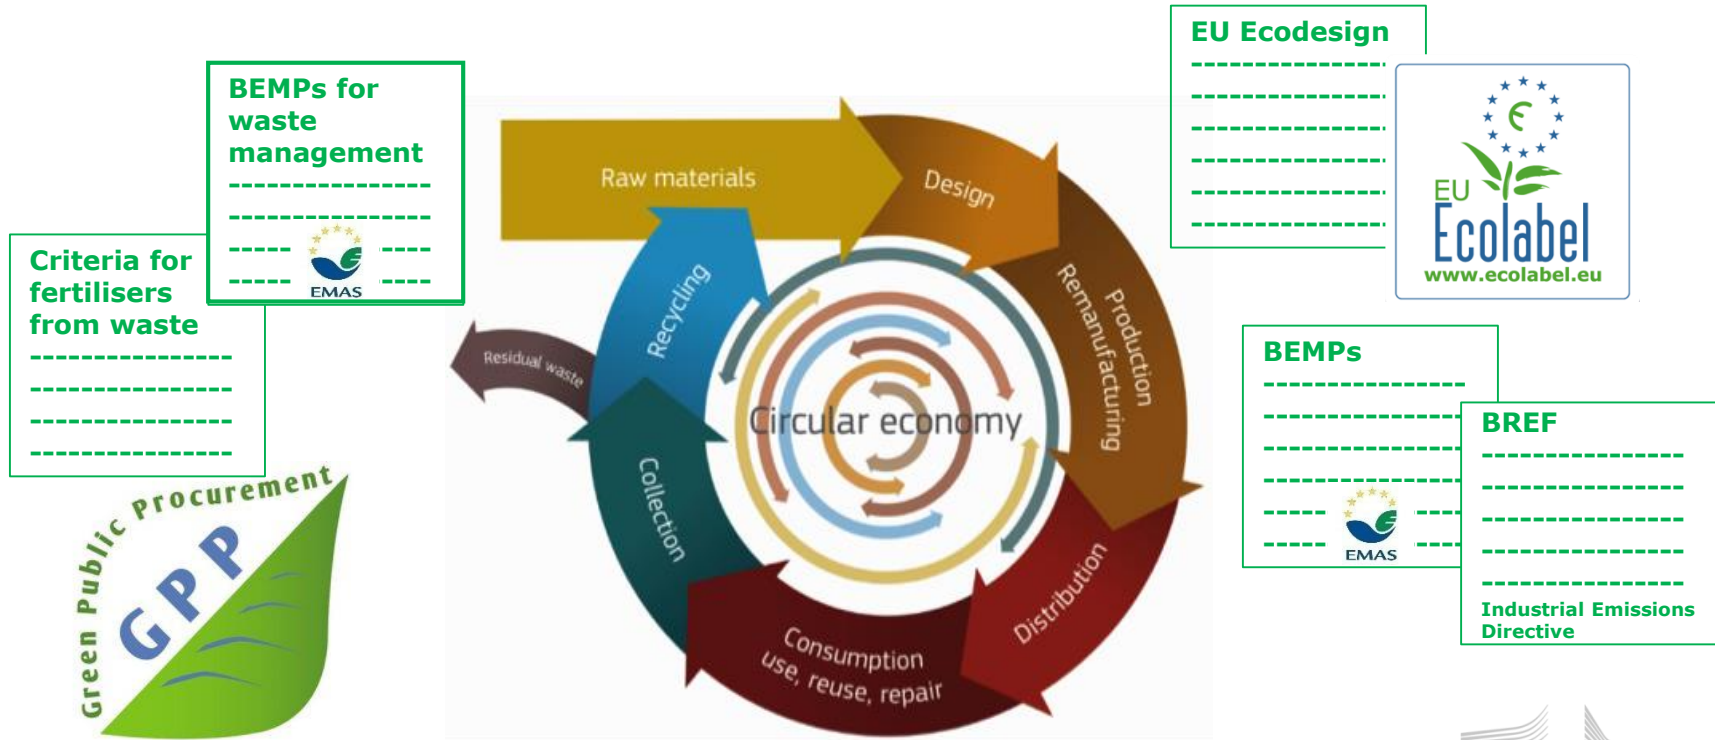 EU Ecodesign
BEMPs for
waste
management
EMAS
Criteria for
fertilisers
from waste
Green Public Procurement
GPP
Raw materials
Design
Production
Remanufacturing
Distribution
Consumption
use, reuse, repair
Collection
Recycling
Residual waste
Circular economy
EU
Ecolabel
www.ecolabel.eu
BEMPs
EMAS
BREF
Industrial Emissions
Directive